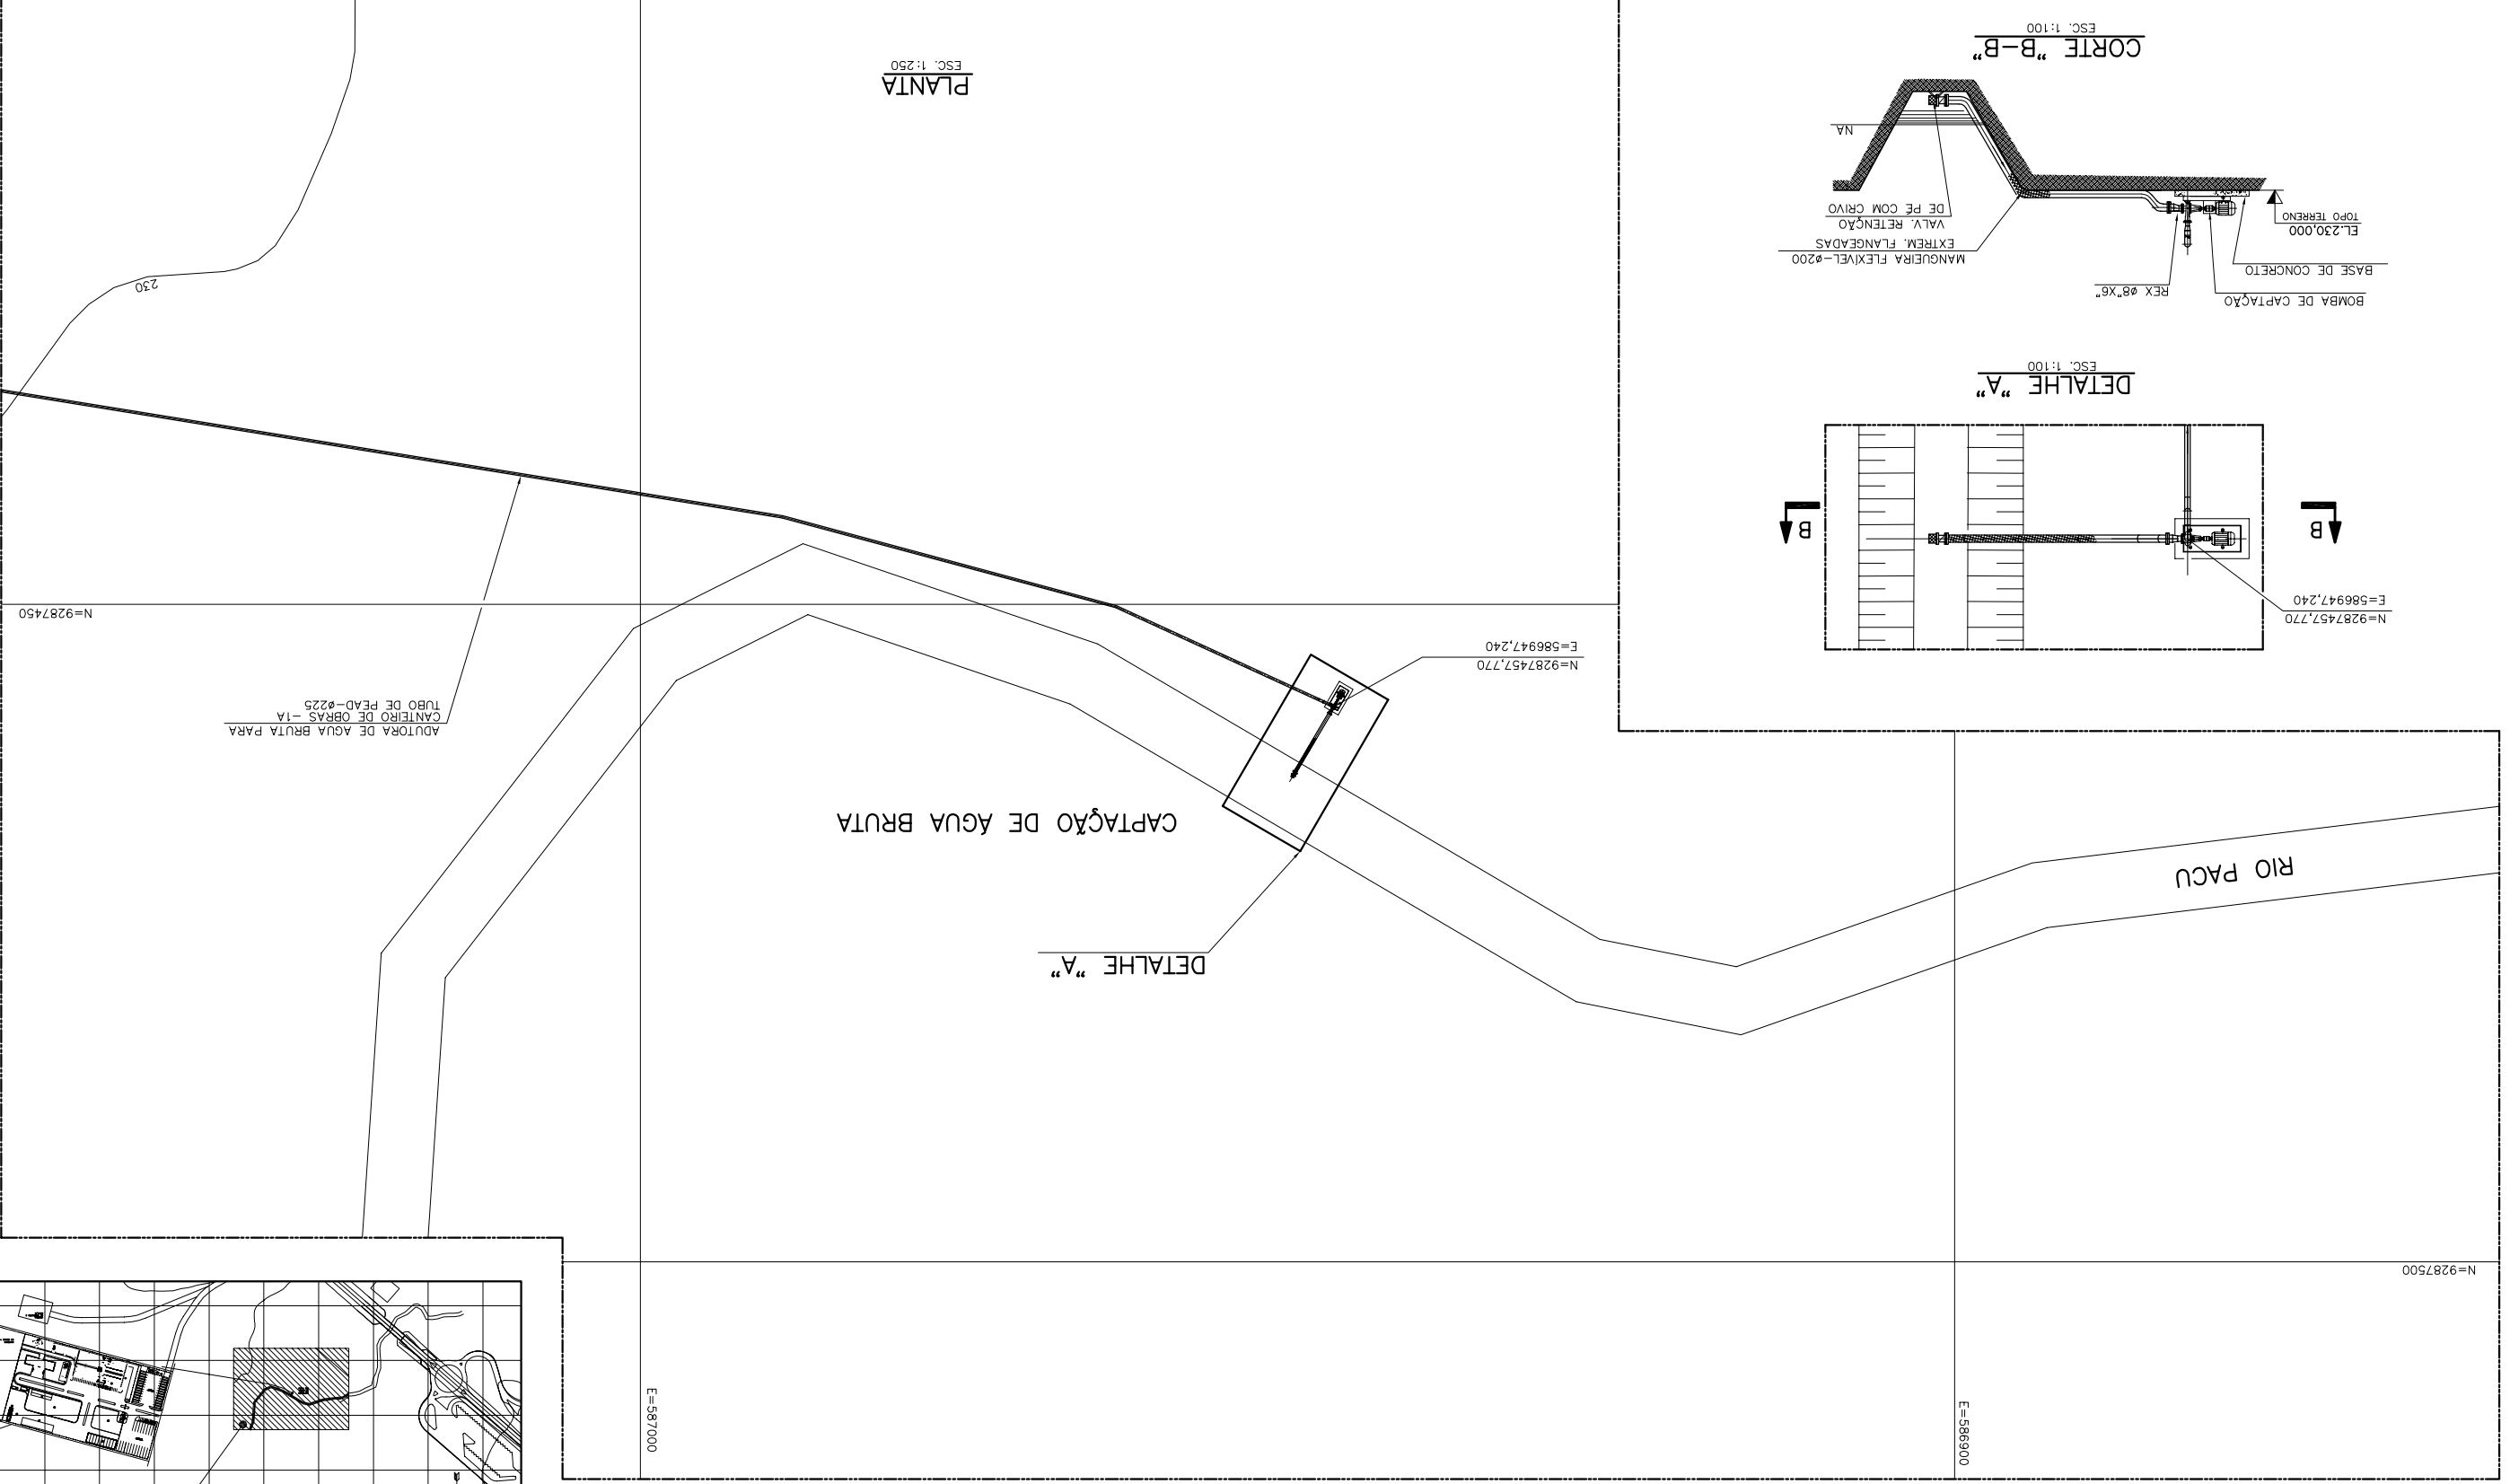 N=9287500
E=586900
E=587000
RIO PACU
DETALHE "A"
CAPTAÇÃO DE ÁGUA BRUTA
ADUTORA DE AGUA BRUTA PARA
CANTEIRO DE OBRAS -1A
TUBO DE PEAD-ø225
N=9287457,770
E=586947,240
N=9287450
230
PLANTA
ESC. 1:250
N=9287457,770
E=586947,240
B
B
DETALHE "A"
ESC. 1:100
BOMBA DE CAPTAÇÃO
REX ø8"X6"
BASE DE CONCRETO
MANGUEIRA FLEXÍVEL-ø200
EXTREM. FLANGEADAS
EL.230,000
TOPO TERRENO
VALV. RETENÇÃO
DE PÉ COM CRIVO
NA
CORTE "B-B"
ESC. 1:100